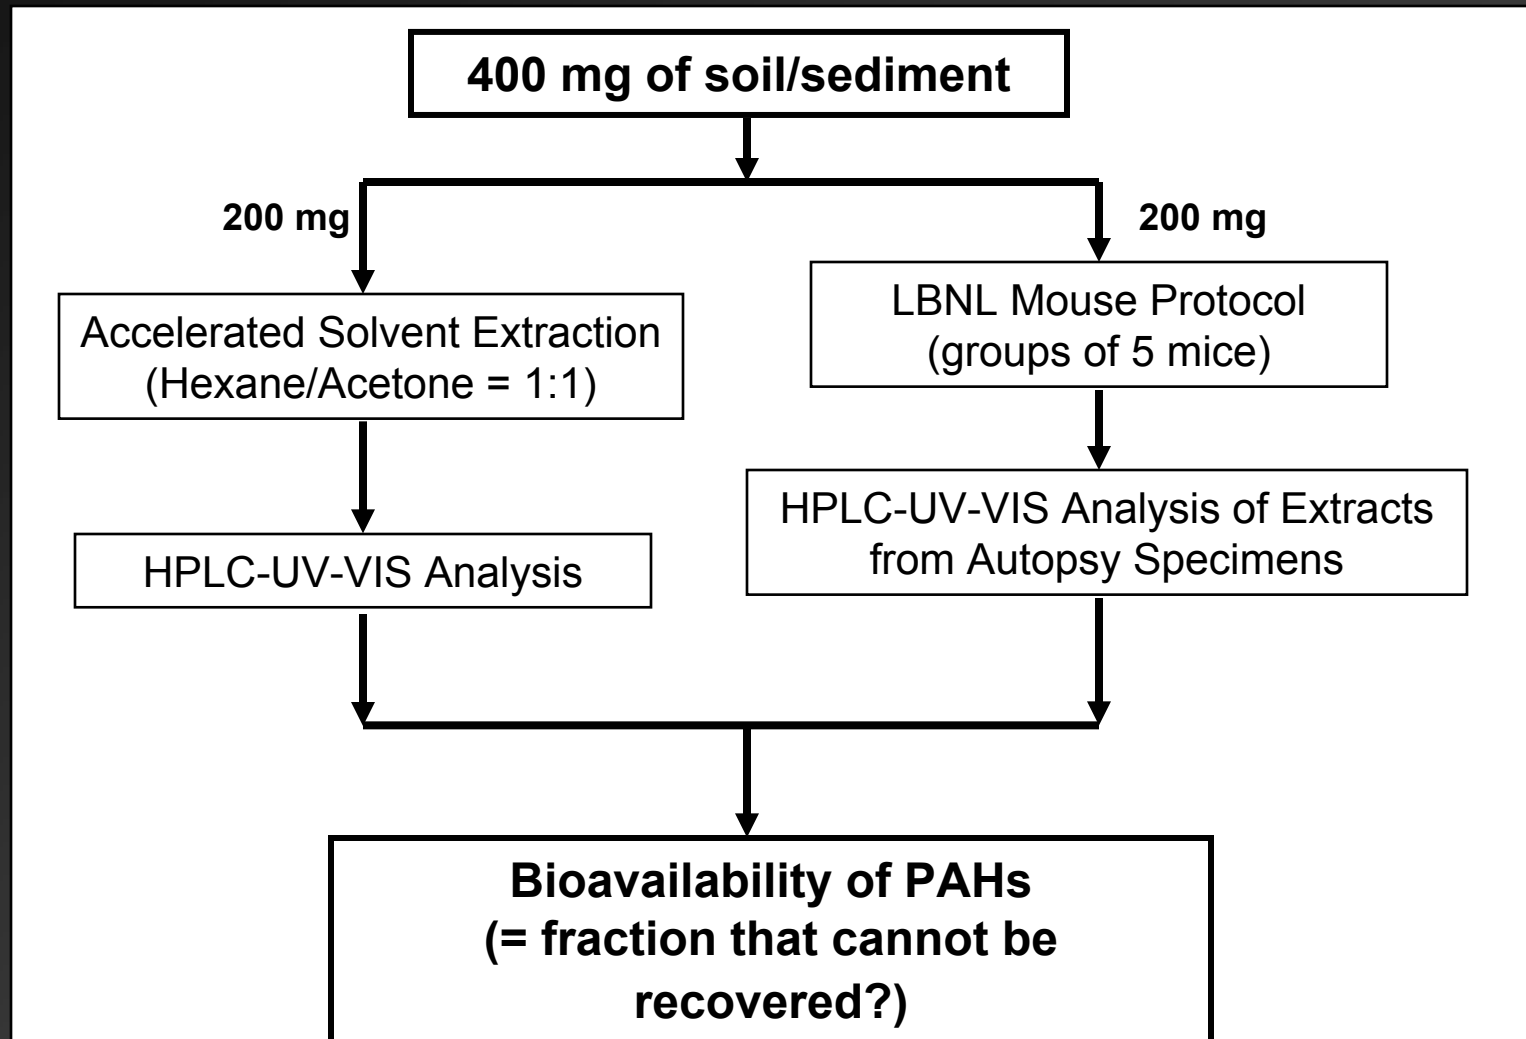 400 mg of soil/sediment
200 mg
200 mg
Accelerated Solvent Extraction
(Hexane/Acetone = 1:1)
LBNL Mouse Protocol
(groups of 5 mice)
HPLC-UV-VIS Analysis
HPLC-UV-VIS Analysis of Extracts
from Autopsy Specimens
Bioavailability of PAHs
(= fraction that cannot be
recovered?)